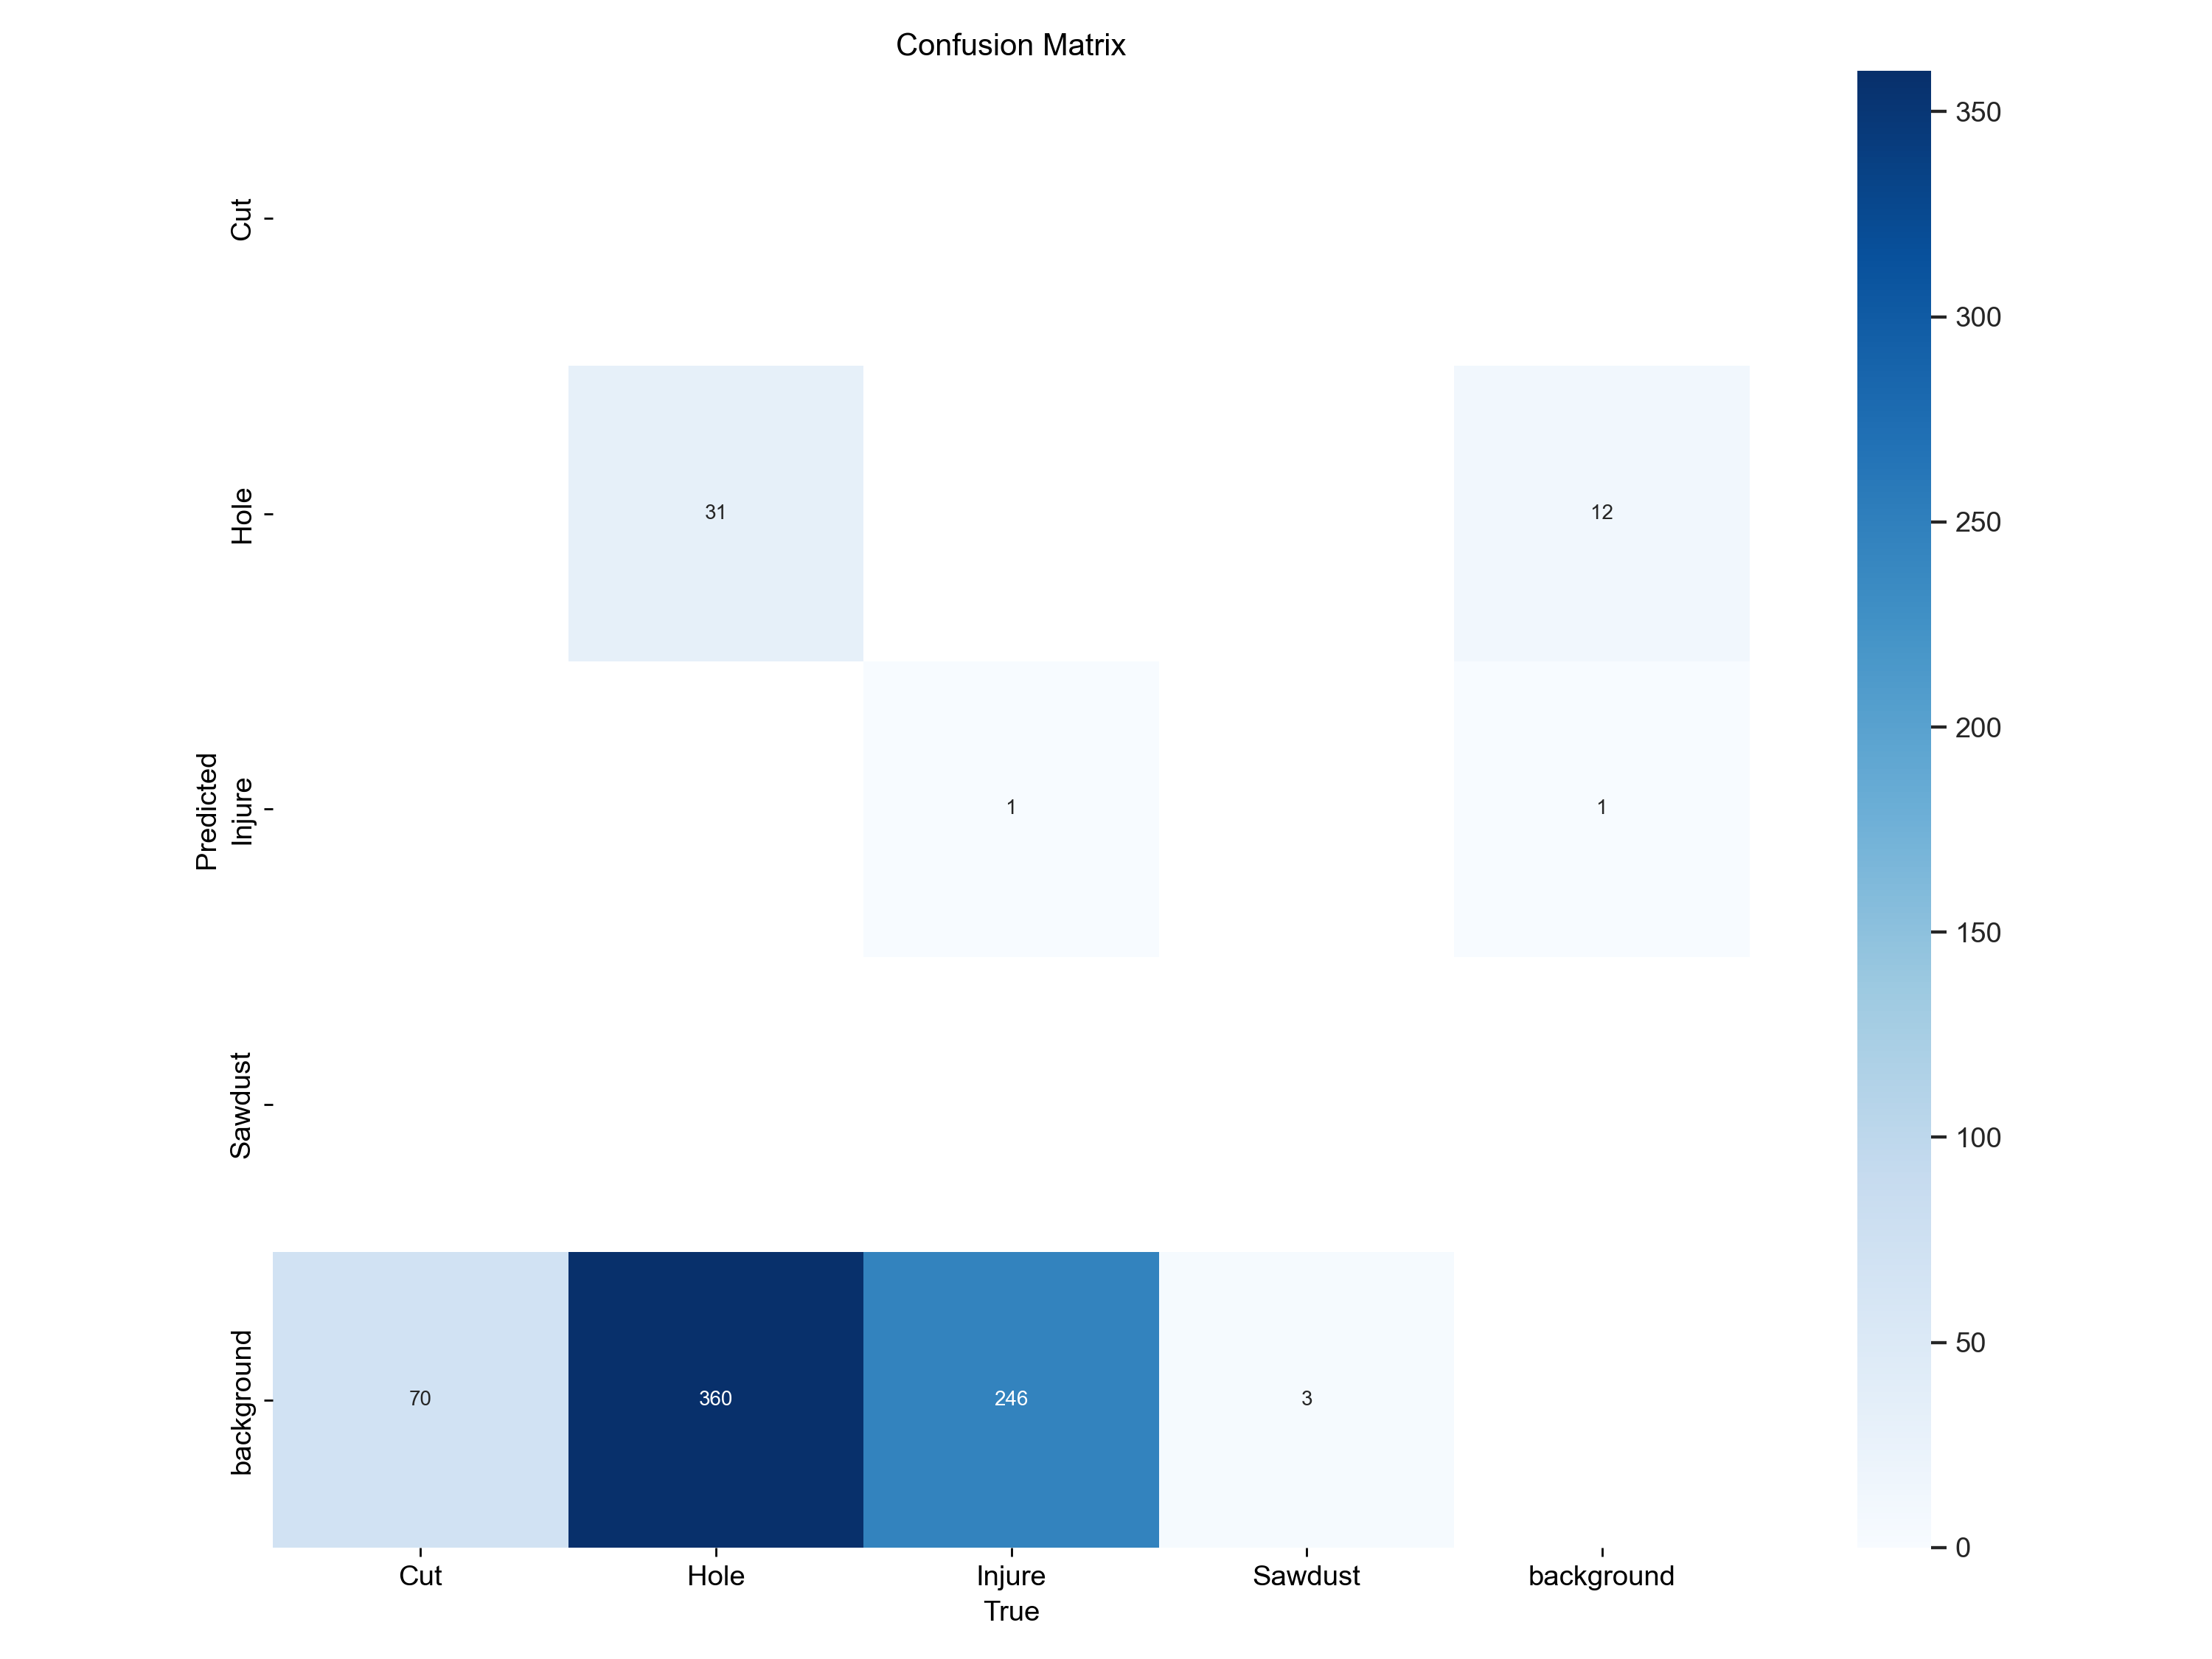 Confusion Matrix
Cut
Hole
Injure
Sawdust
background
Predicted
31
12
1
1
70
360
246
3
Cut
Hole
Injure
Sawdust
background
True
350
300
250
200
150
100
50
0